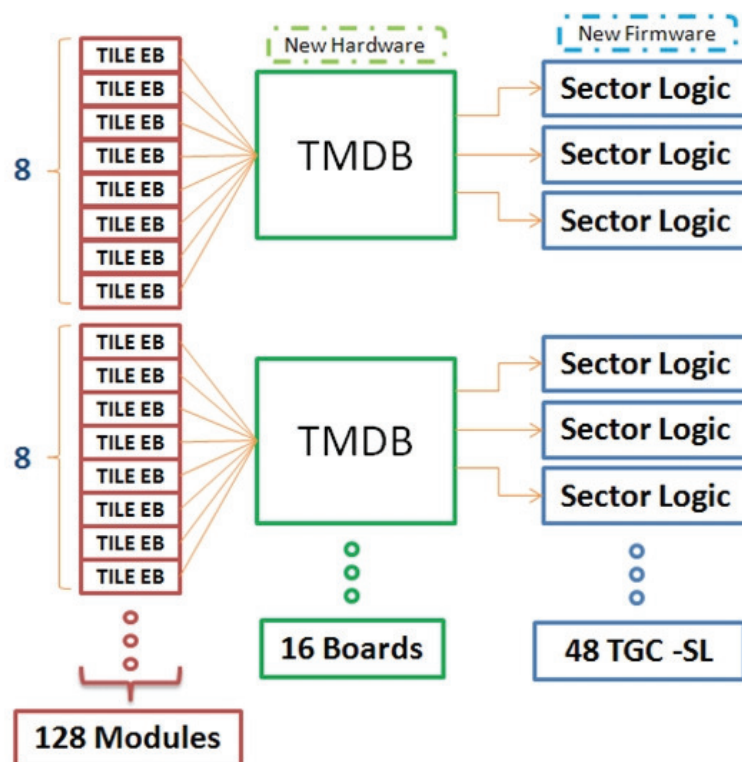 New Hardware
New Firmware
8
TILE EB
TILE EB
TILE EB
TILE EB
TILE EB
TILE EB
TILE EB
TILE EB
TMDB
Sector Logic
Sector Logic
Sector Logic
8
TILE EB
TILE EB
TILE EB
TILE EB
TILE EB
TILE EB
TILE EB
TILE EB
TMDB
Sector Logic
Sector Logic
Sector Logic
128 Modules
16 Boards
48 TGC -SL